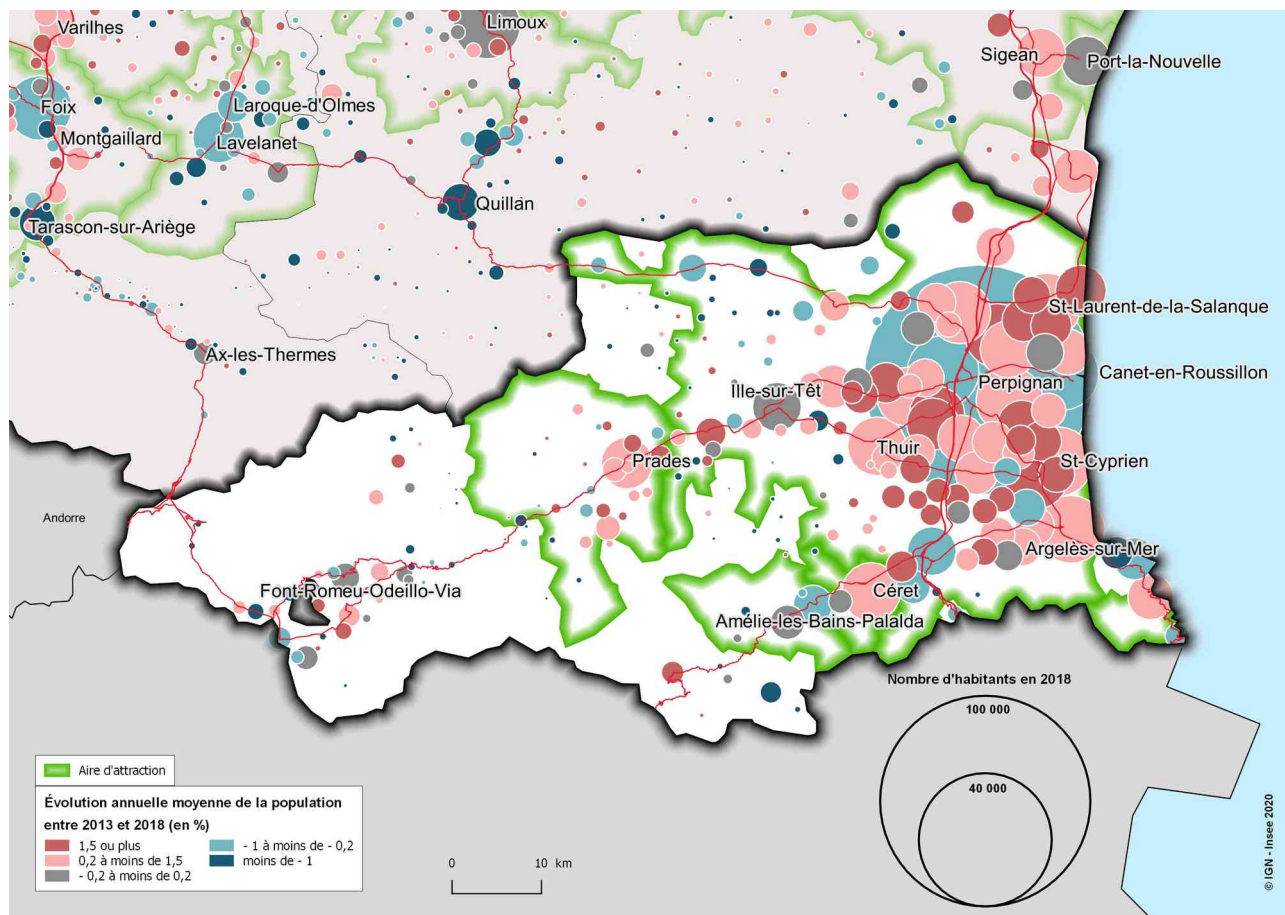 Varilhes
Limoux
Sigean
Port-la-Nouvelle
Foix
Laroque-d'Olmes
Montgaillard
Lavelanet
Quillan
Tarascon-sur-Ariège
St-Laurent-de-la-Salanque
Ax-les-Thermes
Canet-en-Roussillon
Perpignan
Ille-sur-Têt
Thuir
Prades
St-Cyprien
Andorre
Argelès-sur-Mer
Font-Romeu-Odeillo-Via
Céret
Amélie-les-Bains-Palalda
Nombre d'habitants en 2018
100 000
40 000
Aire d'attraction
Évolution annuelle moyenne de la population
entre 2013 et 2018 (en %)
1,5 ou plus
0,2 à moins de 1,5
- 0,2 à moins de 0,2
- 1 à moins de - 0,2
moins de - 1
0 10 km
© IGN - Insee 2020